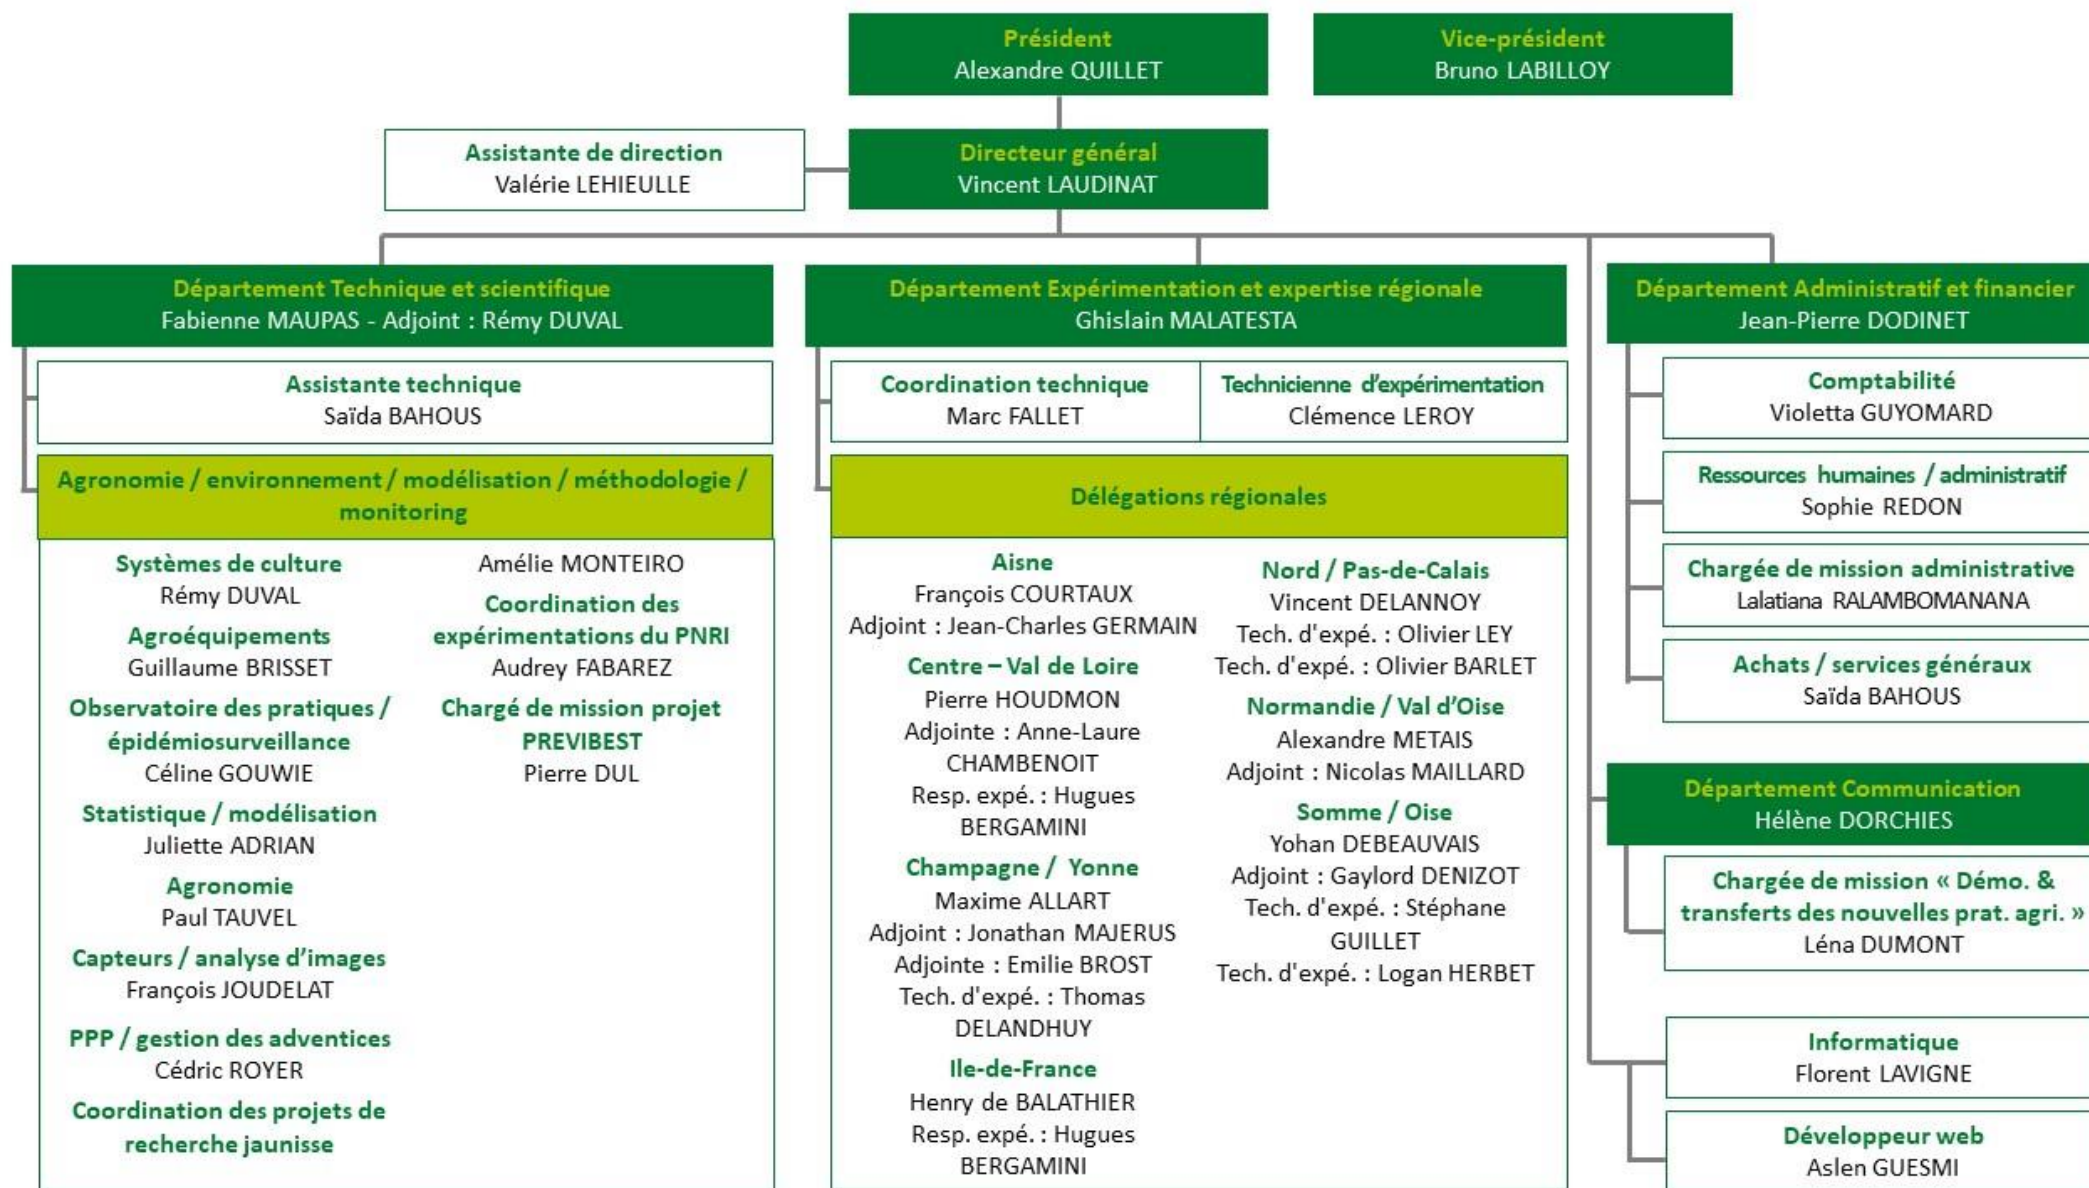 Président
Alexandre QUILLET
Vice-président
Bruno LABILLOY
Assistante de direction
Valérie LEHIEULLE
Directeur général
Vincent LAUDINAT
Département Technique et scientifique
Fabienne MAUPAS - Adjoint : Rémy DUVAL
Assistante technique
Saïda BAHOUS
Agronomie / environnement / modélisation / méthodologie /
monitoring
Systèmes de culture
Rémy DUVAL
Agroéquipements
Guillaume BRISSET
Observatoire des pratiques /
épidémiosurveillance
Céline GOUWIE
Statistique / modélisation
Juliette ADRIAN
Agronomie
Paul TAUVEL
Capteurs / analyse d'images
François JOUDELAT
PPP / gestion des adventices
Cédric ROYER
Coordination des projets de
recherche jaunisse
Amélie MONTEIRO
Coordination des
expérimentations du PNRI
Audrey FABAREZ
Chargé de mission projet
PREVIBEST
Pierre DUL
Département Expérimentation et expertise régionale
Ghislain MALATESTA
Coordination technique
Marc FALLET
Technicienne d'expérimentation
Clémence LEROY
Délégations régionales
Aisne
François COURTAUX
Adjoint : Jean-Charles GERMAIN
Centre – Val de Loire
Pierre HOUDMON
Adjointe : Anne-Laure
CHAMBENOIT
Resp. expé. : Hugues
BERGAMINI
Champagne / Yonne
Maxime ALLART
Adjoint : Jonathan MAJERUS
Adjointe : Emilie BROST
Tech. d'expé. : Thomas
DELANDHUY
Ile-de-France
Henry de BALATHIER
Resp. expé. : Hugues
BERGAMINI
Nord / Pas-de-Calais
Vincent DELANNOY
Tech. d'expé. : Olivier LEY
Tech. d'expé. : Olivier BARLET
Normandie / Val d'Oise
Alexandre METAIS
Adjoint : Nicolas MAILLARD
Somme / Oise
Yohan DEBEAUVAIS
Adjoint : Gaylord DENIZOT
Tech. d'expé. : Stéphane
GUILLET
Tech. d'expé. : Logan HERBET
Département Administratif et financier
Jean-Pierre DODINET
Comptabilité
Violetta GUYOMARD
Ressources humaines / administratif
Sophie REDON
Chargée de mission administrative
Lalatiana RALAMBOMANANA
Achats / services généraux
Saïda BAHOUS
Département Communication
Hélène DORCHIES
Chargée de mission « Démo. &
transferts des nouvelles prat. agri. »
Léna DUMONT
Informatique
Florent LAVIGNE
Développeur web
Aslen GUESMI